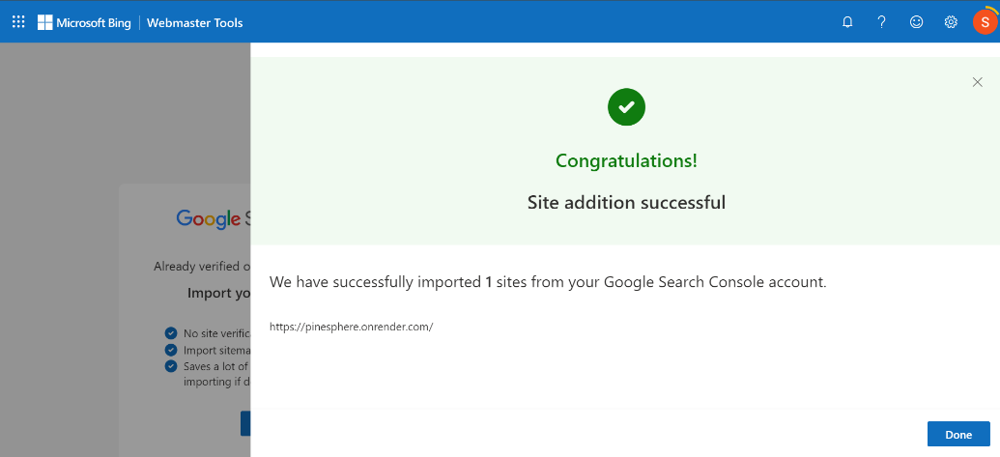 Microsoft Bing | Webmaster Tools
S
Congratulations!
Site addition successful
Google S
Already verified o
Import yo
No site verific
Import sitema
Saves a lot of
importing if d
We have successfully imported 1 sites from your Google Search Console account.
https://pinesphere.onrender.com/
Done